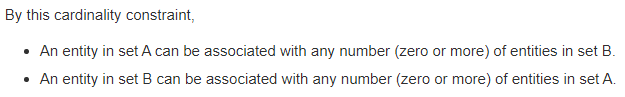 By this cardinality constraint,
• An entity in set A can be associated with any number (zero or more) of entities in set B.
• An entity in set B can be associated with any number (zero or more) of entities in set A.